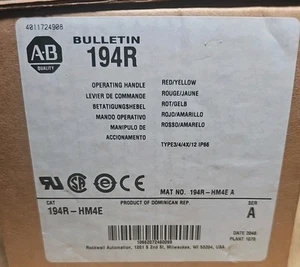 4011724908
A-B
QUALITY
BULLETIN
194R
OPERATING HANDLE RED/YELLOW
LEVIER DE COMMANDE ROUGE/JAUNE
BETATIGUNGSHEBEL ROT/GELB
MANDO OPERATIVO ROJO/AMARILLO
MANIPULO DE ROSSO/AMARELO
ACCIONAMENTO
TYPE3/4/4X/12 IP66
MAT NO. 194R-HM4E A
CAT PRODUCT OF DOMINICAN REP. SER
194R-HM4E A
Rockwell Automation, 1201 S 2nd St, Milwaukee, WI 53204, USA